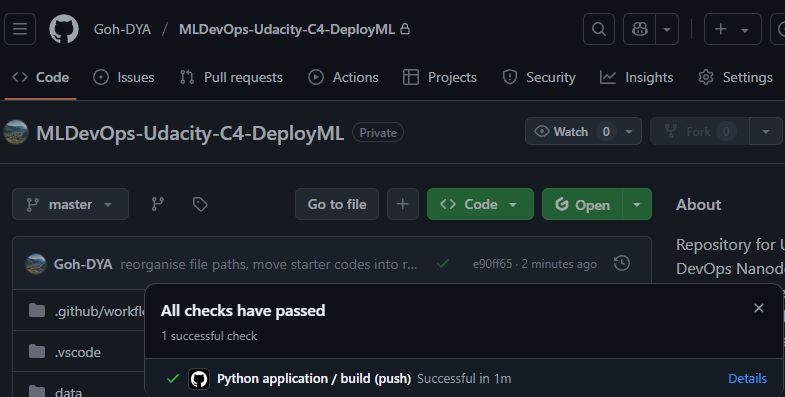 Goh-DYA / MLDevOps-Udacity-C4-DeployML
Code Issues Pull requests Actions Projects Security Insights Settings
MLDevOps-Udacity-C4-DeployML Private Watch 0 Fork 0
master Go to file Code Open About
Goh-DYA reorganise file paths, move starter codes into r... e90ff65 · 2 minutes ago
Repository for
DevOps
.github/workflo
All checks have passed
1 successful check
.vscode
Python application / build (push) Successful in 1m Details
data